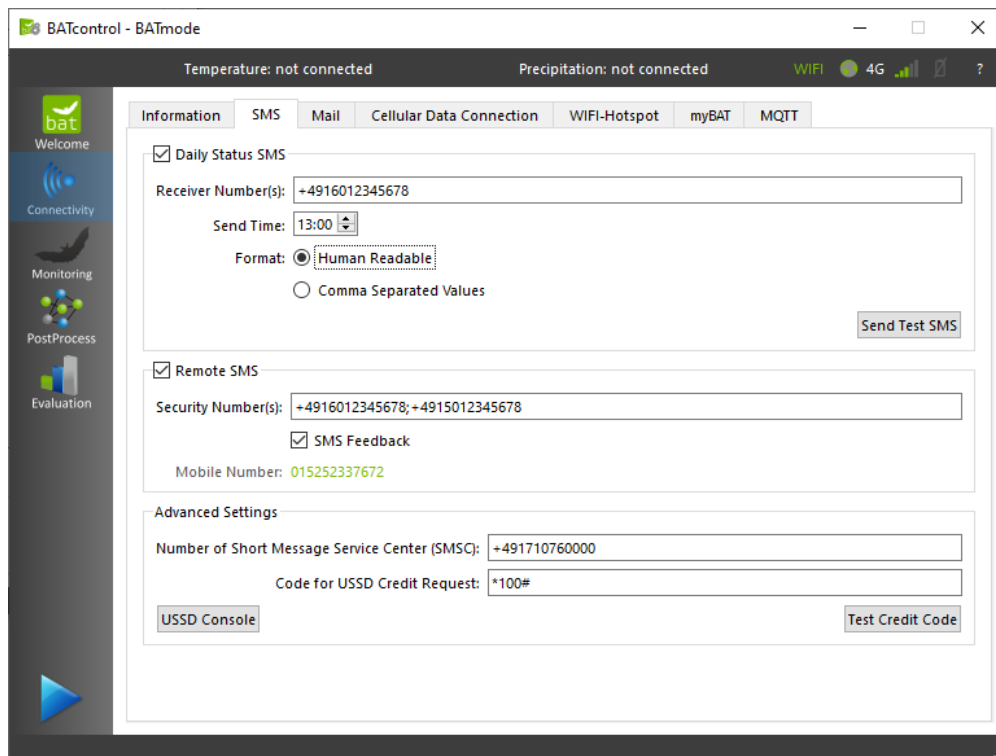 BATcontrol - BATmode
Temperature: not connected Precipitation: not connected WIFI 4G ?
bat
Welcome
Connectivity
Monitoring
PostProcess
Evaluation
Information SMS Mail Cellular Data Connection WIFI-Hotspot myBAT MQTT
Daily Status SMS
Receiver Number(s): +4916012345678
Send Time: 13:00
Format: Human Readable
Comma Separated Values
Send Test SMS
Remote SMS
Security Number(s): +4916012345678;+4915012345678
SMS Feedback
Mobile Number: 015252337672
Advanced Settings
Number of Short Message Service Center (SMSC): +491710760000
Code for USSD Credit Request: *100#
USSD Console Test Credit Code